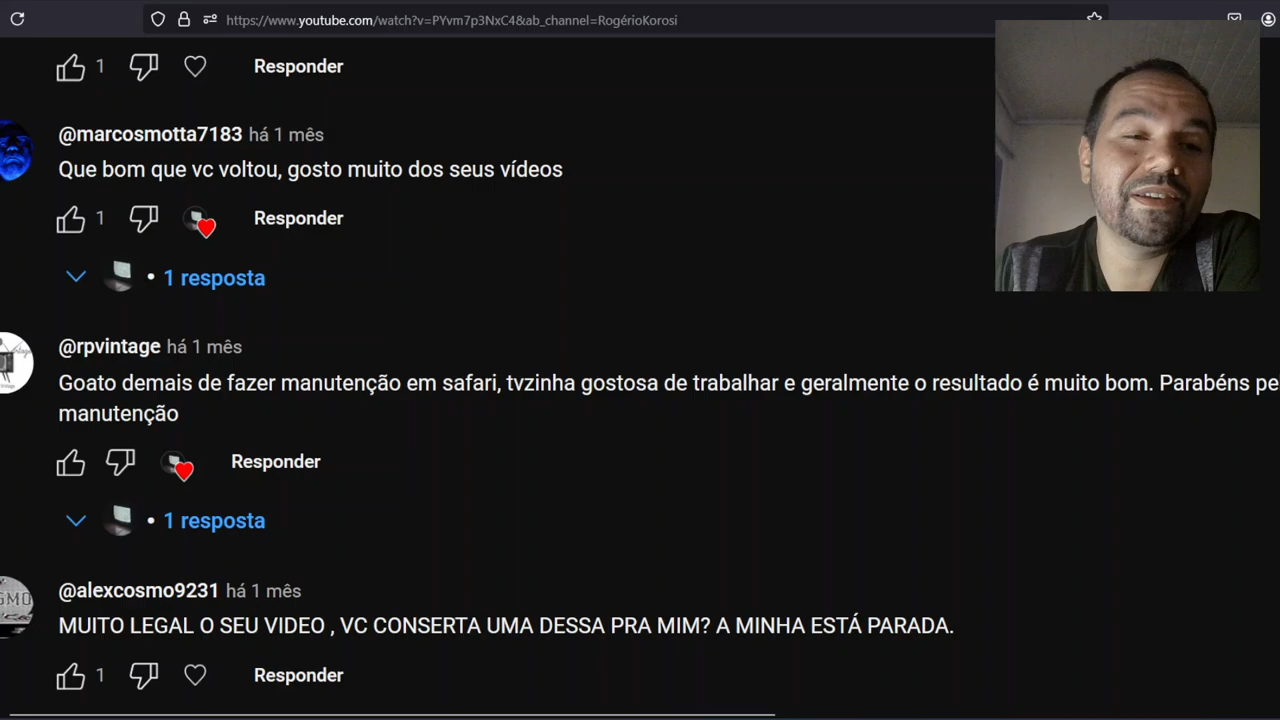 https://www.youtube.com/watch?v=PYvm7p3NxC4&ab_channel=RogérioKorosi
1 Responder
@marcosmotta7183 há 1 mês
Que bom que vc voltou, gosto muito dos seus vídeos
1 Responder
• 1 resposta
@rpvintage há 1 mês
Goato demais de fazer manutenção em safari, tvzinha gostosa de trabalhar e geralmente o resultado é muito bom. Parabéns pe
manutenção
Responder
• 1 resposta
@alexcosmo9231 há 1 mês
MUITO LEGAL O SEU VIDEO , VC CONSERTA UMA DESSA PRA MIM? A MINHA ESTÁ PARADA.
1 Responder